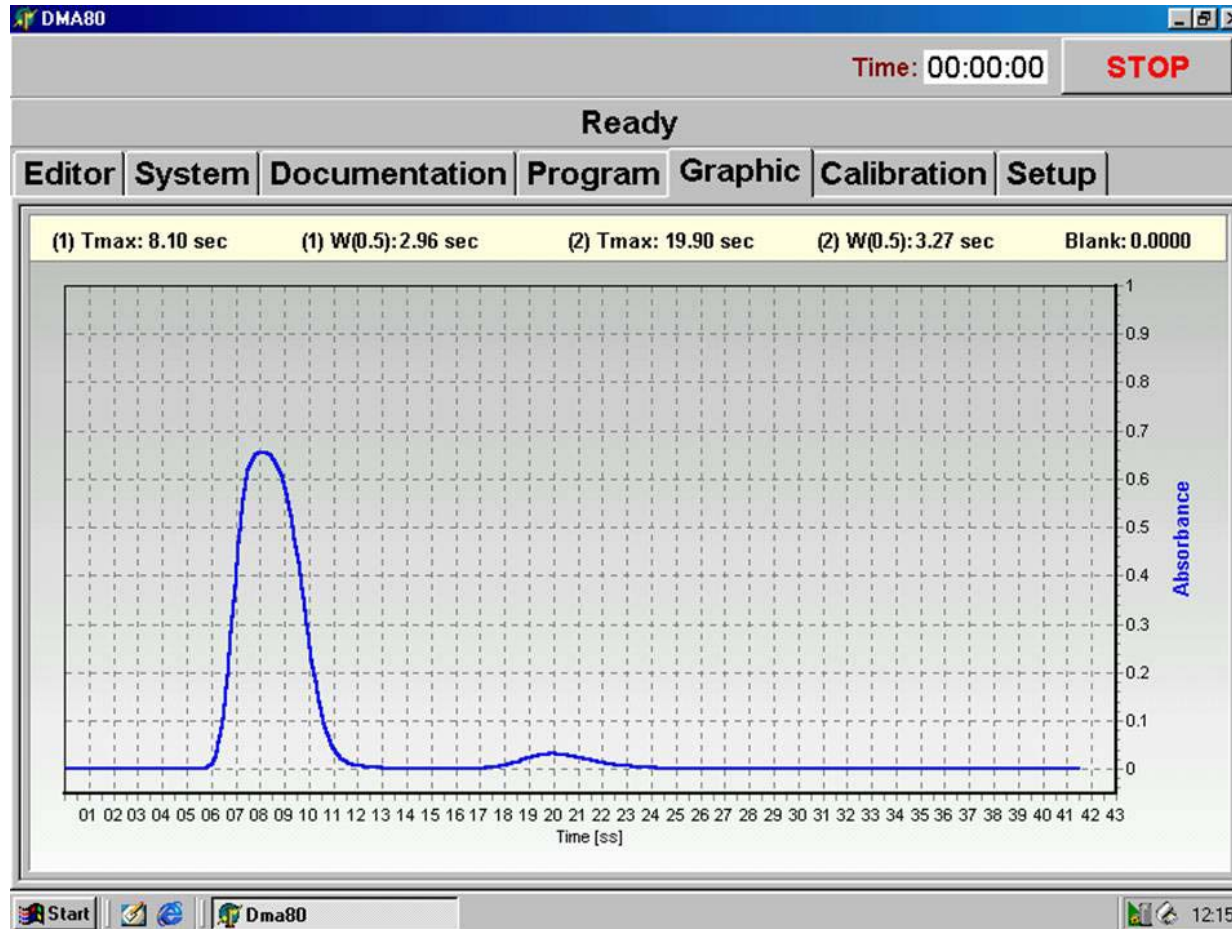 DMA80
Time: 00:00:00 STOP
Ready
Editor System Documentation Program Graphic Calibration Setup
(1) Tmax: 8.10 sec (1) W(0.5): 2.96 sec (2) Tmax: 19.90 sec (2) W(0.5): 3.27 sec Blank: 0.0000
1
0.9
0.8
0.7
0.6
0.5
0.4
0.3
0.2
0.1
0
Absorbance
01 02 03 04 05 06 07 08 09 10 11 12 13 14 15 16 17 18 19 20 21 22 23 24 25 26 27 28 29 30 31 32 33 34 35 36 37 38 39 40 41 42 43
Time [ss]
Start Dma80 12:15